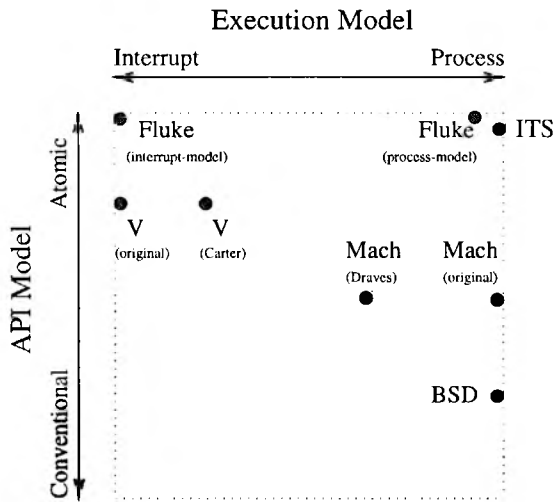 Execution Model
Interrupt Process
API Model
Atomic
Conventional
Fluke
(interrupt-model)
Fluke
(process-model)
ITS
V
(original)
V
(Carter)
Mach
(Draves)
Mach
(original)
BSD